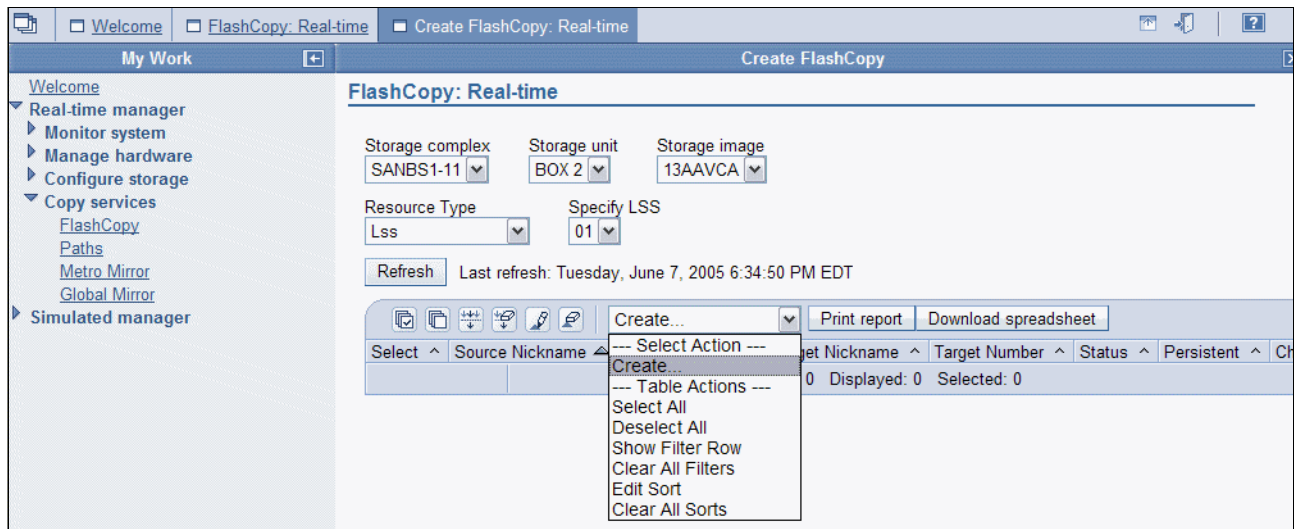 Welcome FlashCopy: Real-time Create FlashCopy: Real-time ?
My Work Create FlashCopy
Welcome
Real-time manager
Monitor system
Manage hardware
Configure storage
Copy services
FlashCopy
Paths
Metro Mirror
Global Mirror
Simulated manager
FlashCopy: Real-time
Storage complex Storage unit Storage image
SANBS1-11 BOX 2 13AAVCA
Resource Type Specify LSS
Lss 01
Refresh Last refresh: Tuesday, June 7, 2005 6:34:50 PM EDT
Create... Print report Download spreadsheet
Select Source Nickname get Nickname Target Number Status Persistent Ch
0 Displayed: 0 Selected: 0
--- Select Action ---
Create...
--- Table Actions ---
Select All
Deselect All
Show Filter Row
Clear All Filters
Edit Sort
Clear All Sorts